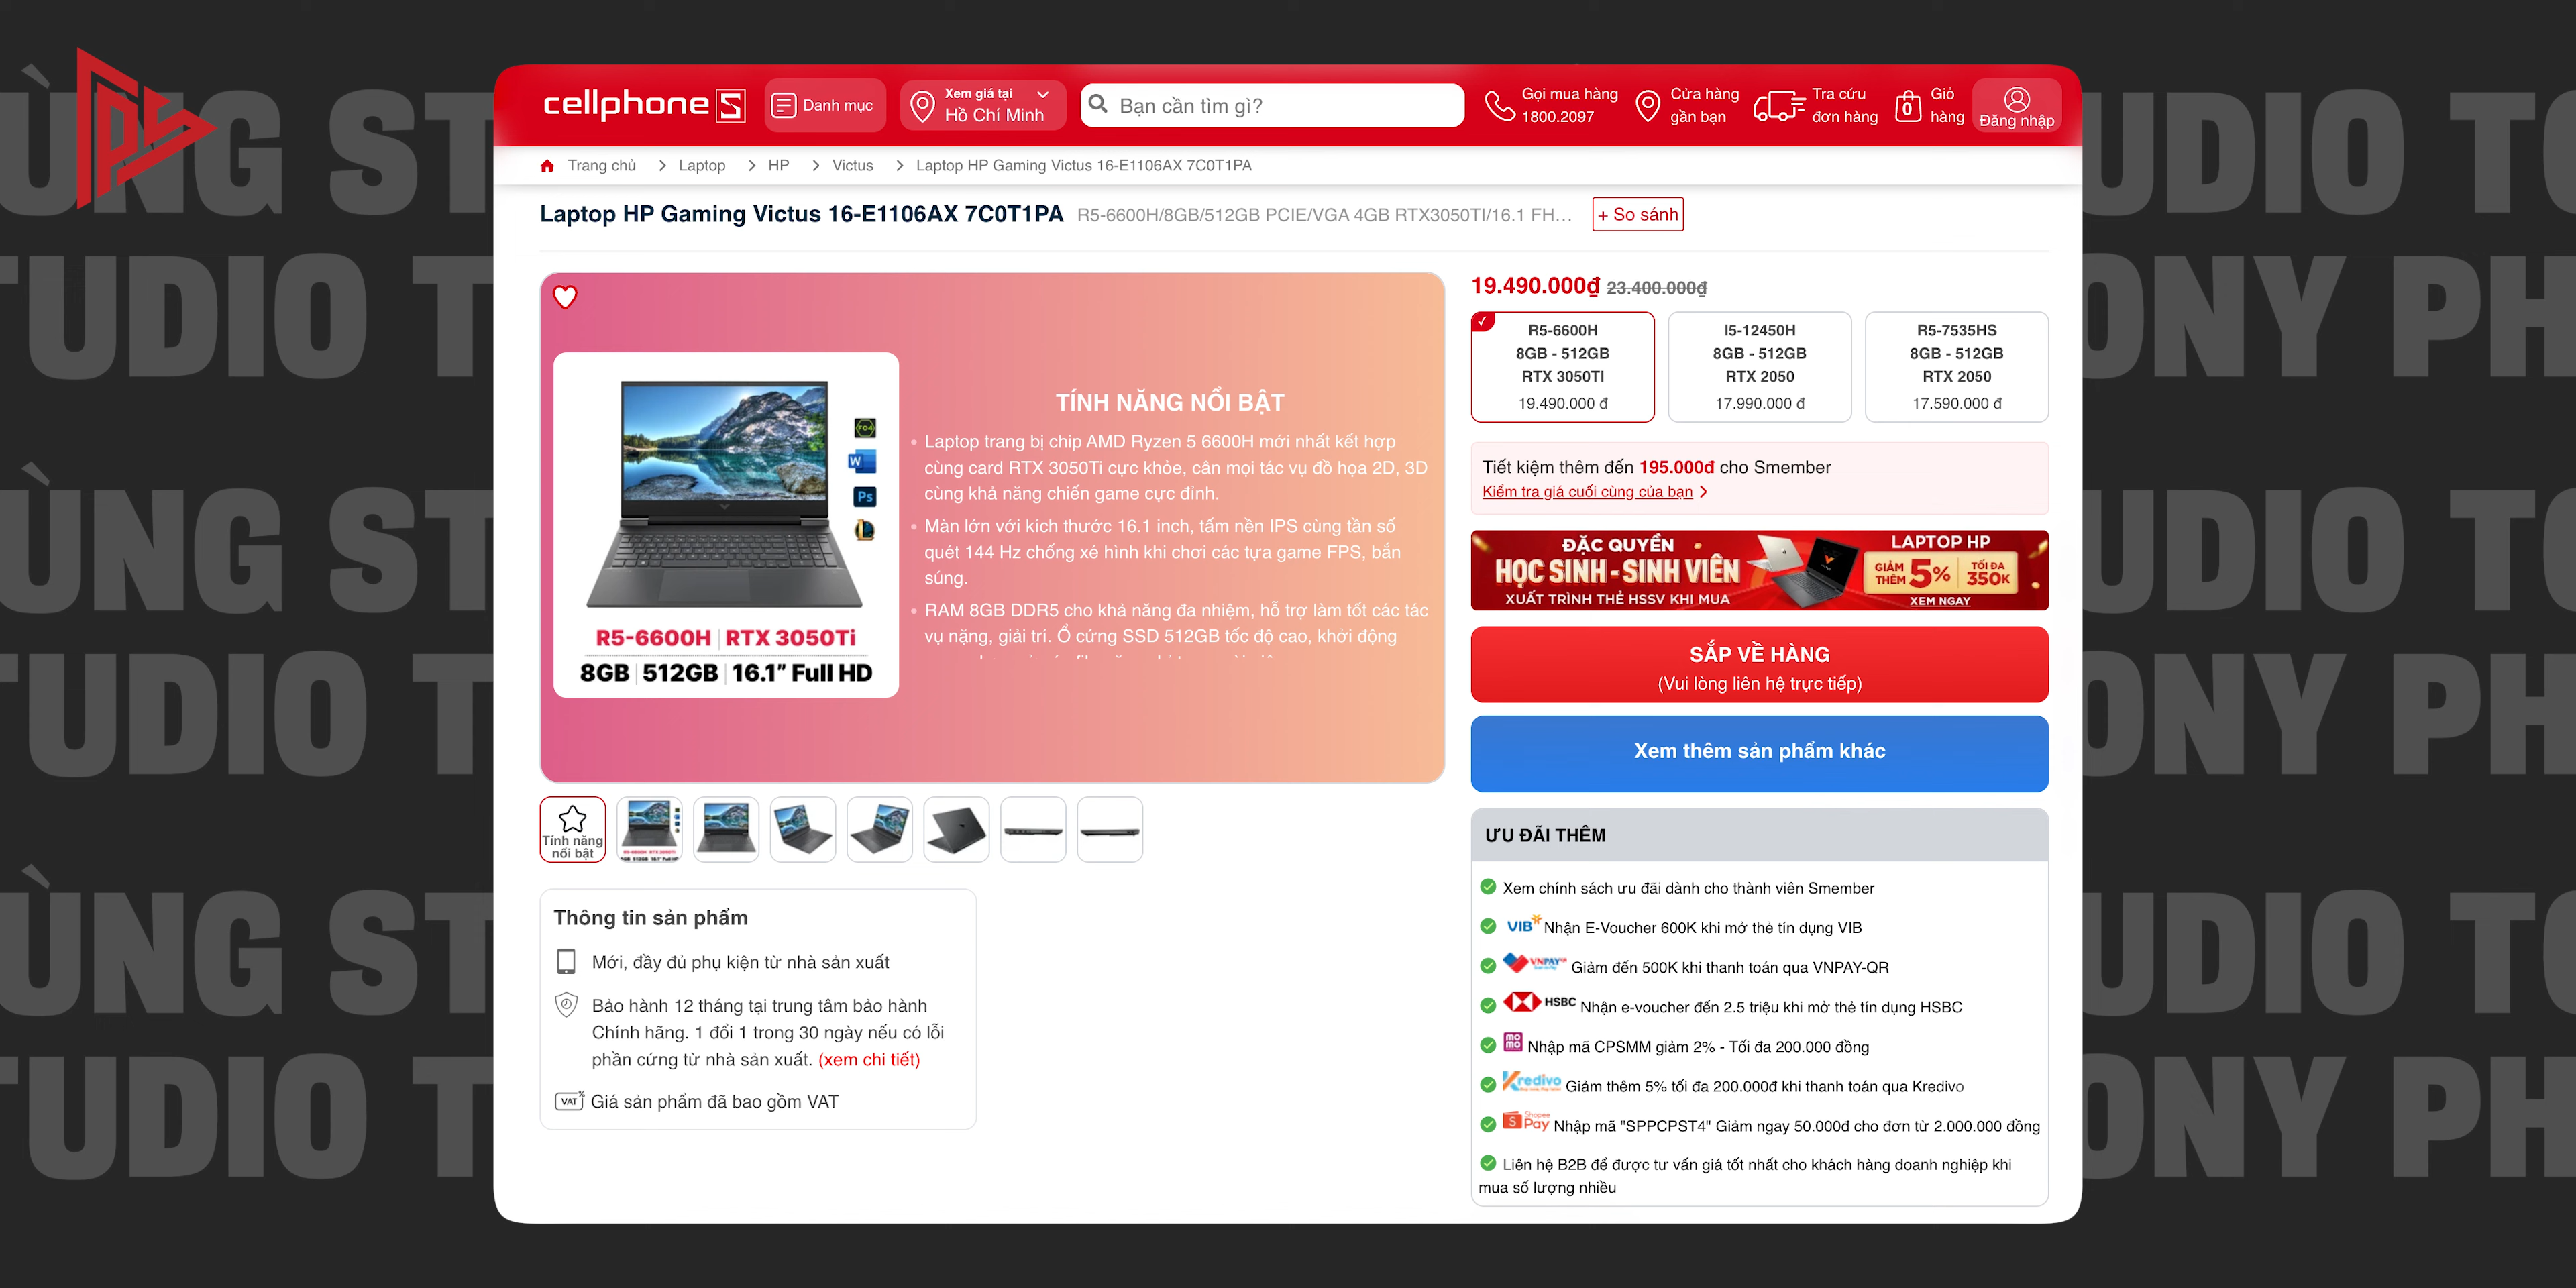 cellphoneS
Danh mục
Xem giá tại
Hồ Chí Minh
Bạn cần tìm gì?
Gọi mua hàng
1800.2097
Cửa hàng
gần bạn
Tra cứu
đơn hàng
0
Giỏ
hàng
Đăng nhập
Trang chủ
Laptop
HP
Victus
Laptop HP Gaming Victus 16-E1106AX 7C0T1PA
Laptop HP Gaming Victus 16-E1106AX 7C0T1PA
R5-6600H/8GB/512GB PCIE/VGA 4GB RTX3050TI/16.1 FH...
+ So sánh
W
Ps
R5-6600H RTX 3050Ti
8GB 512GB 16.1” Full HD
TÍNH NĂNG NỔI BẬT
Laptop trang bị chip AMD Ryzen 5 6600H mới nhất kết hợp
cùng card RTX 3050Ti cực khỏe, cân mọi tác vụ đồ họa 2D, 3D
cùng khả năng chiến game cực đỉnh.
Màn lớn với kích thước 16.1 inch, tấm nền IPS cùng tần số
quét 144 Hz chống xé hình khi chơi các tựa game FPS, bắn
súng.
RAM 8GB DDR5 cho khả năng đa nhiệm, hỗ trợ làm tốt các tác
vụ nặng, giải trí. Ổ cứng SSD 512GB tốc độ cao, khởi động
Tính năng
nổi bật
Thông tin sản phẩm
Mới, đầy đủ phụ kiện từ nhà sản xuất
Bảo hành 12 tháng tại trung tâm bảo hành
Chính hãng. 1 đổi 1 trong 30 ngày nếu có lỗi
phần cứng từ nhà sản xuất. (xem chi tiết)
VAT
Giá sản phẩm đã bao gồm VAT
19.490.000₫ 23.400.000₫
R5-6600H
8GB - 512GB
RTX 3050TI
19.490.000 đ
I5-12450H
8GB - 512GB
RTX 2050
17.990.000 đ
R5-7535HS
8GB - 512GB
RTX 2050
17.590.000 đ
Tiết kiệm thêm đến 195.000đ cho Smember
Kiểm tra giá cuối cùng của bạn
ĐẶC QUYỀN
HỌC SINH - SINH VIÊN
XUẤT TRÌNH THẺ HSSV KHI MUA
LAPTOP HP
GIẢM
THÊM 5%
TỐI ĐA
350K
XEM NGAY
SẮP VỀ HÀNG
(Vui lòng liên hệ trực tiếp)
Xem thêm sản phẩm khác
ƯU ĐÃI THÊM
Xem chính sách ưu đãi dành cho thành viên Smember
VIB Nhận E-Voucher 600K khi mở thẻ tín dụng VIB
VNPAY Giảm đến 500K khi thanh toán qua VNPAY-QR
HSBC Nhận e-voucher đến 2.5 triệu khi mở thẻ tín dụng HSBC
mo mo Nhập mã CPSMM giảm 2% - Tối đa 200.000 đồng
Kredivo Giảm thêm 5% tối đa 200.000đ khi thanh toán qua Kredivo
Shopee Pay Nhập mã "SPPCPST4" Giảm ngay 50.000đ cho đơn từ 2.000.000 đồng
Liên hệ B2B để được tư vấn giá tốt nhất cho khách hàng doanh nghiệp khi
mua số lượng nhiều